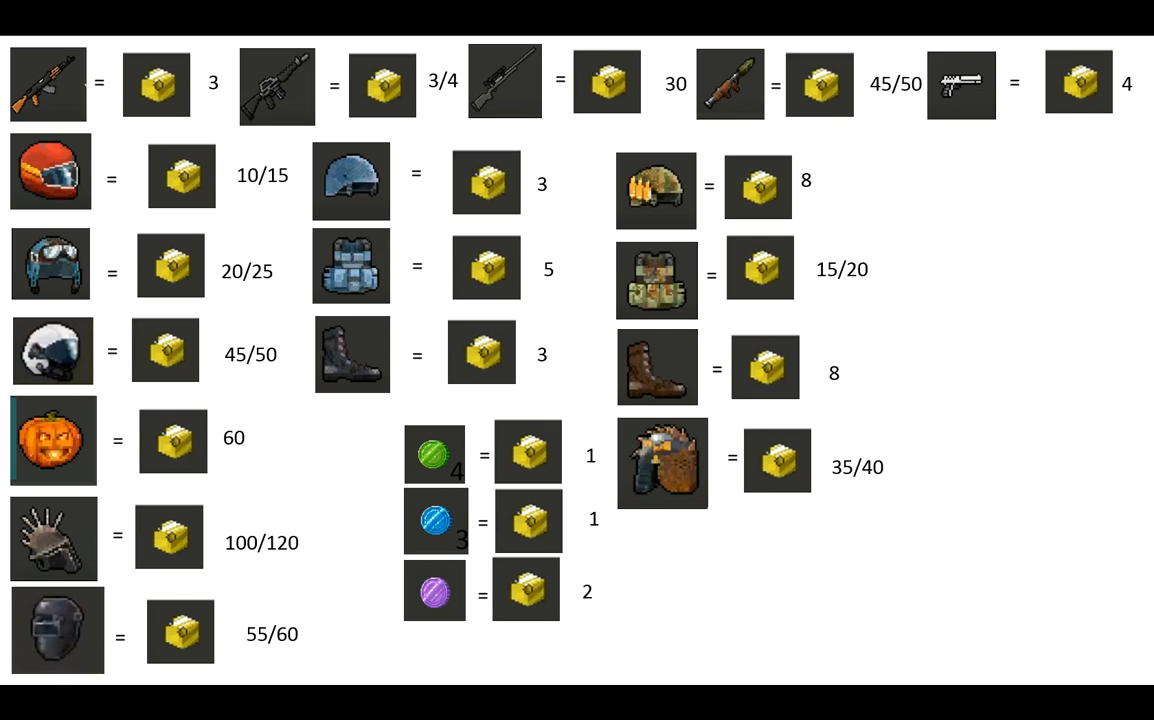 = 3 = 3/4 = 30 = 45/50 = 4
= 10/15 = 3 = 8
= 20/25 = 5 = 15/20
= 45/50 = 3 = 8
= 60 4 = 1 = 35/40
= 100/120 3 = 1
= 55/60 = 2